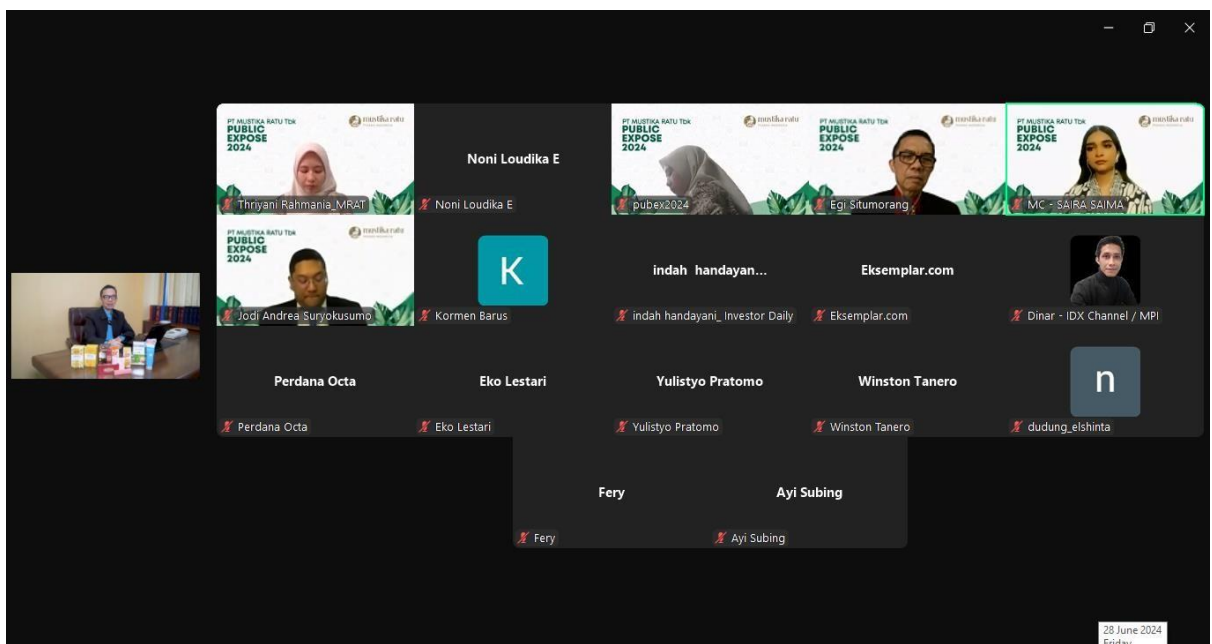 PT MUSTIKA RATU Tbk
PUBLIC
EXPOSE
2024
mustika ratu
Thriyani Rahmania_MRAT
Noni Loudika E
Noni Loudika E
PT MUSTIKA RATU Tbk
PUBLIC
EXPOSE
2024
mustika ratu
pubex2024
PT MUSTIKA RATU Tbk
PUBLIC
EXPOSE
2024
mustika ratu
Egi Situmorang
PT MUSTIKA RATU Tbk
PUBLIC
EXPOSE
2024
mustika ratu
MC - SAIRA SAIMA
PT MUSTIKA RATU Tbk
PUBLIC
EXPOSE
2024
mustika ratu
Jodi Andrea Suryokusumo
K
Kormen Barus
indah handayan...
indah handayani_ Investor Daily
Eksemplar.com
Eksemplar.com
Dinar - IDX Channel / MPI
Perdana Octa
Perdana Octa
Eko Lestari
Eko Lestari
Yulistyo Pratomo
Yulistyo Pratomo
Winston Tanero
Winston Tanero
n
dudung_elshinta
Fery
Fery
Ayi Subing
Ayi Subing
28 June 2024
Friday